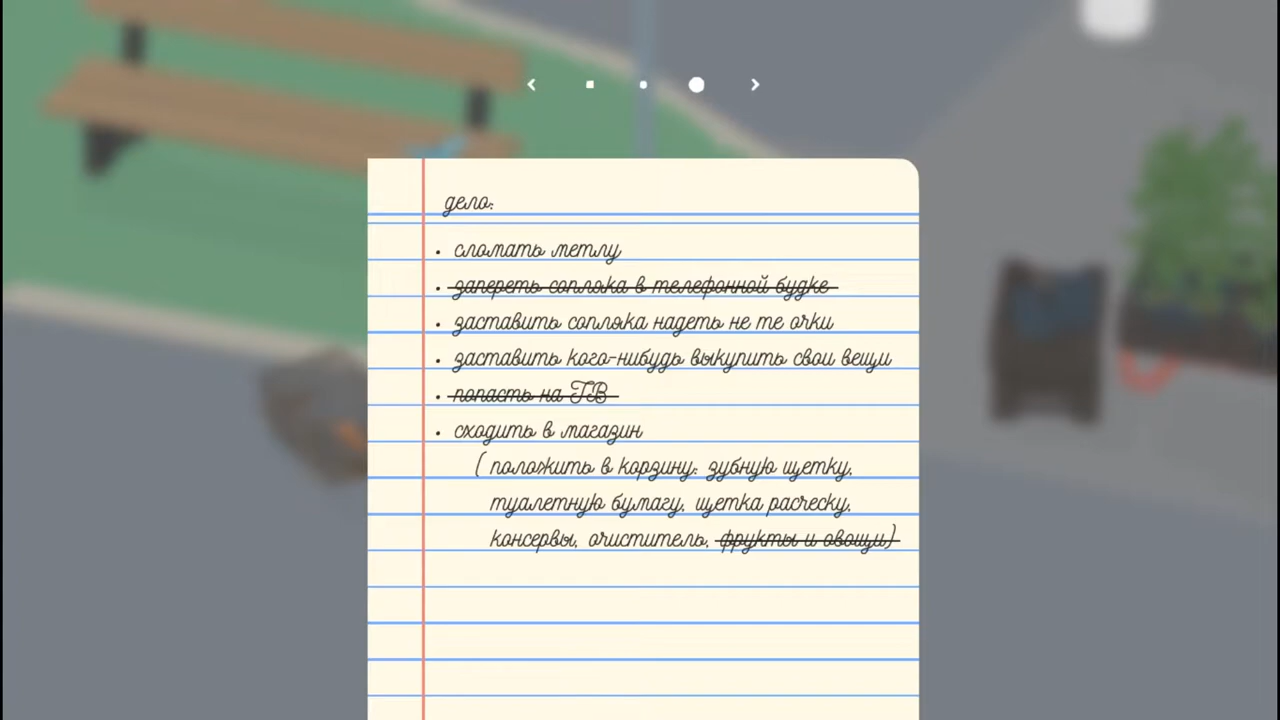 дело:
• сломать метлу
• запереть сопляка в телефонной будке
• заставить сопляка надеть не те очки
• заставить кого-нибудь выкупить свои вещи
• попасть на ТВ
• сходить в магазин
( положить в корзину: зубную щетку,
туалетную бумагу, щетка расческу,
консервы, очиститель, фрукты и овощи)